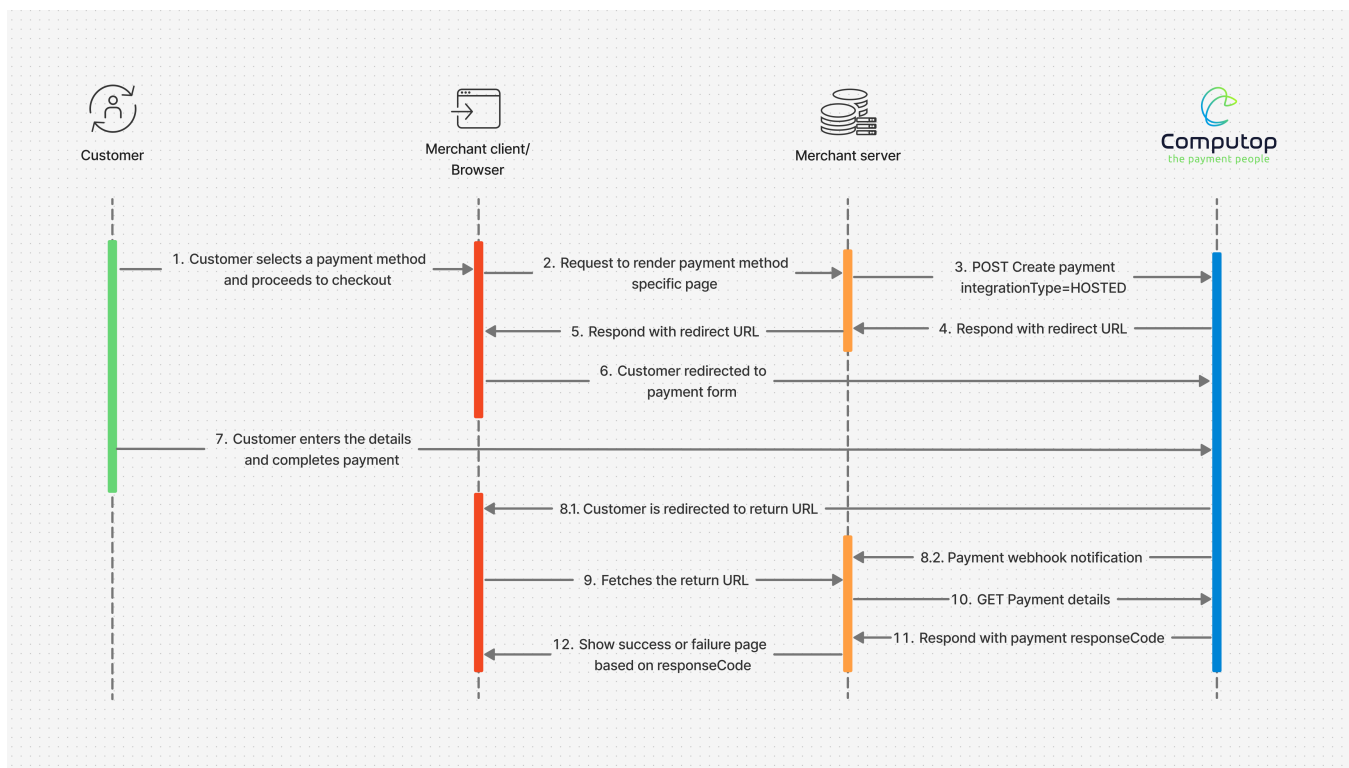 Customer
Merchant client/
Browser
Merchant server
Computop
the payment people
1. Customer selects a payment method
and proceeds to checkout
2. Request to render payment method
specific page
3. POST Create payment
integrationType=HOSTED
5. Respond with redirect URL
4. Respond with redirect URL
6. Customer redirected to
payment form
7. Customer enters the details
and completes payment
8.1. Customer is redirected to return URL
8.2. Payment webhook notification
9. Fetches the return URL
10. GET Payment details
11. Respond with payment responseCode
12. Show success or failure page
based on responseCode